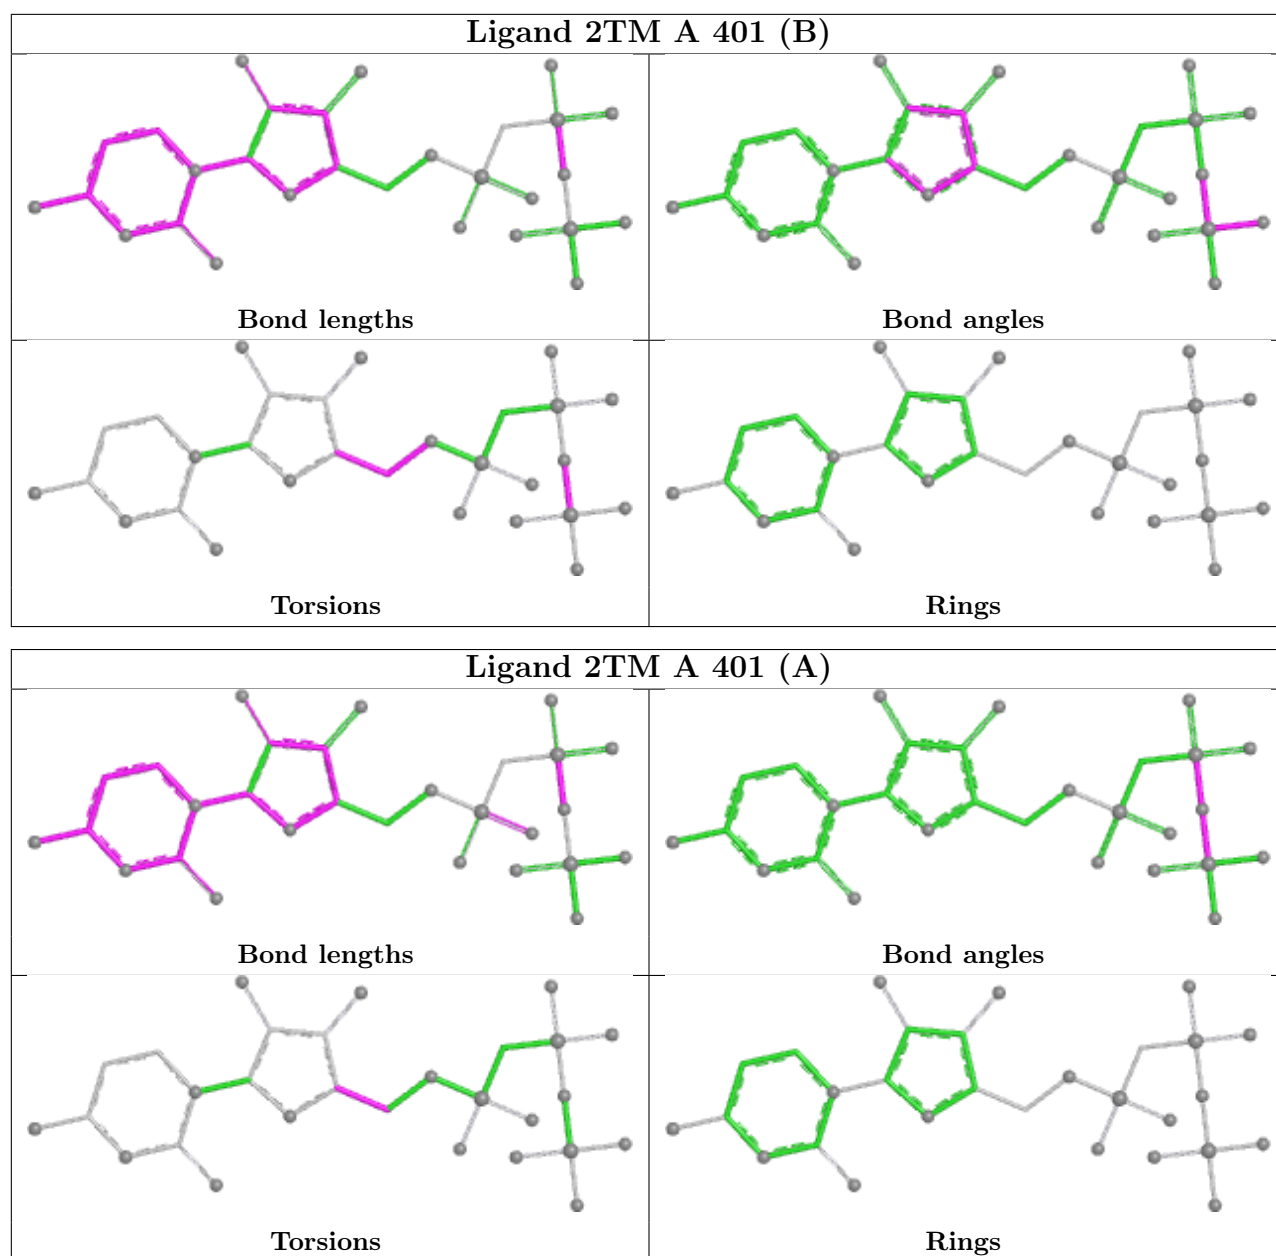 Ligand 2TM A 401 (B)
Bond lengths
Bond angles
Torsions
Rings
Ligand 2TM A 401 (A)
Bond lengths
Bond angles
Torsions
Rings